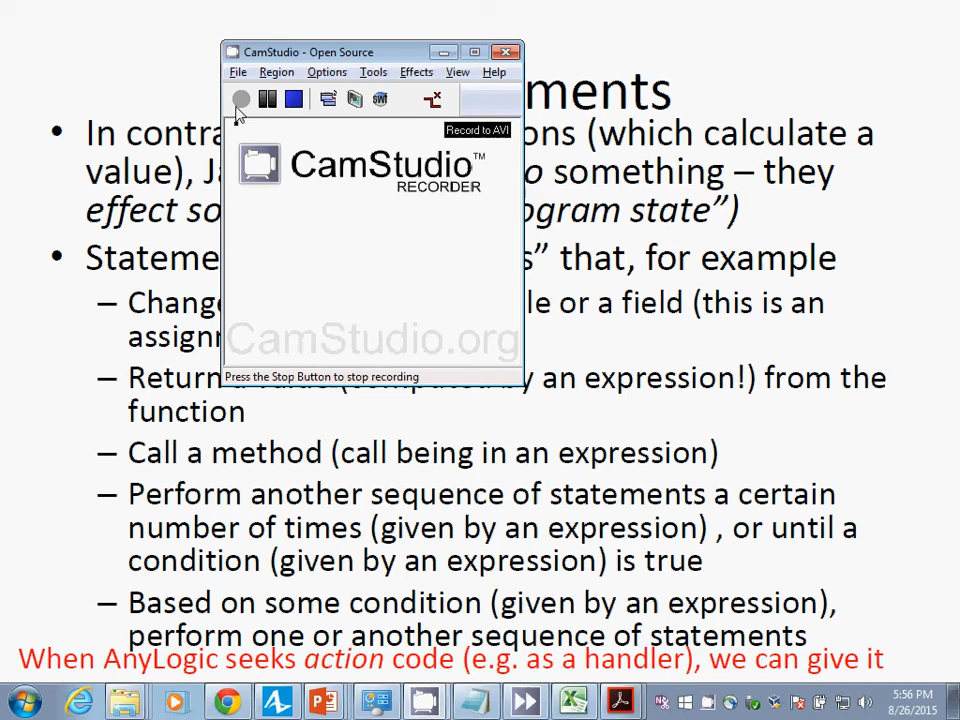 CamStudio - Open Source
File Region Options Tools Effects View Help
ments
Record to AVI
CamStudio™
RECORDER
CamStudio.org
Press the Stop Button to stop recording
• In contra ons (which calculate a
value), Ja o something – they
effect so ogram state”)
• Stateme s” that, for example
– Change le or a field (this is an
assignm
– Return by an expression!) from the
function
– Call a method (call being in an expression)
– Perform another sequence of statements a certain
number of times (given by an expression) , or until a
condition (given by an expression) is true
– Based on some condition (given by an expression),
perform one or another sequence of statements
When AnyLogic seeks action code (e.g. as a handler), we can give it
5:56 PM
8/26/2015